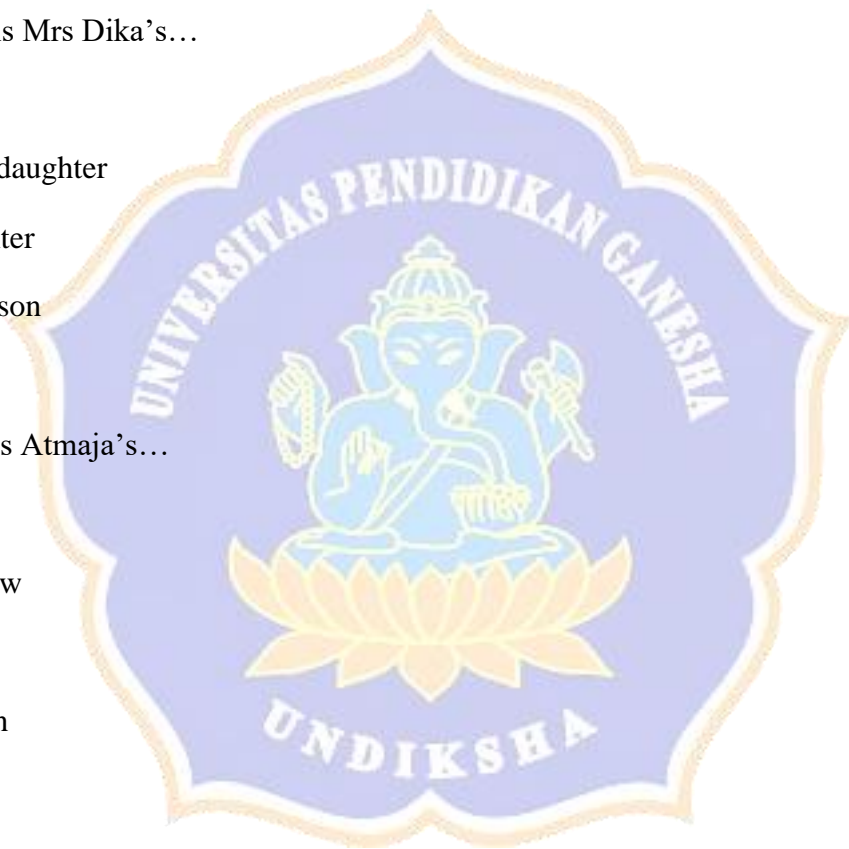 s Mrs Dika’s…
daughter
ter
son
s Atmaja’s…
w
n
UNIVERSITAS PENDIDIKAN GANESHA
UNDIKSHA